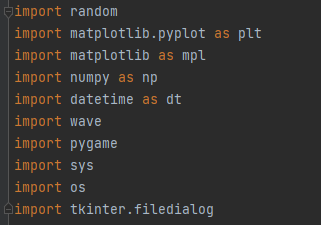 import random
import matplotlib.pyplot as plt
import matplotlib as mpl
import numpy as np
import datetime as dt
import wave
import pygame
import sys
import os
import tkinter.filedialog